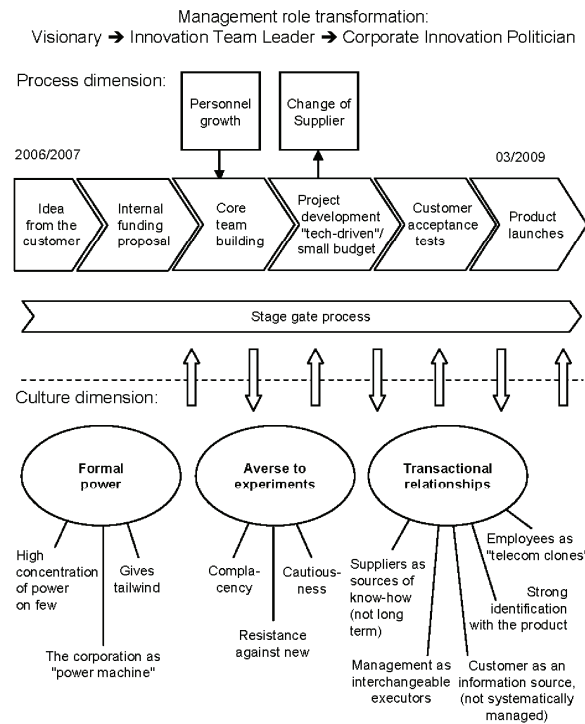 Management role transformation:
Visionary ➔ Innovation Team Leader ➔ Corporate Innovation Politician
Process dimension:
Personnel
growth
Change of
Supplier
2006/2007
03/2009
Idea
from the
customer
Internal
funding
proposal
Core
team
building
Project
development
"tech-driven"/
small budget
Customer
acceptance
tests
Product
launches
Stage gate process
Culture dimension:
Formal
power
Averse to
experiments
Transactional
relationships
High
concentration
of power
on few
Gives
tailwind
The corporation as
"power machine"
Compla-
cency
Cautious-
ness
Resistance
against new
Suppliers as
sources of
know-how
(not long
term)
Employees as
"telecom clones"
Strong
identification
with the product
Management as
interchangeable
executors
Customer as an
information source,
(not systematically
managed)